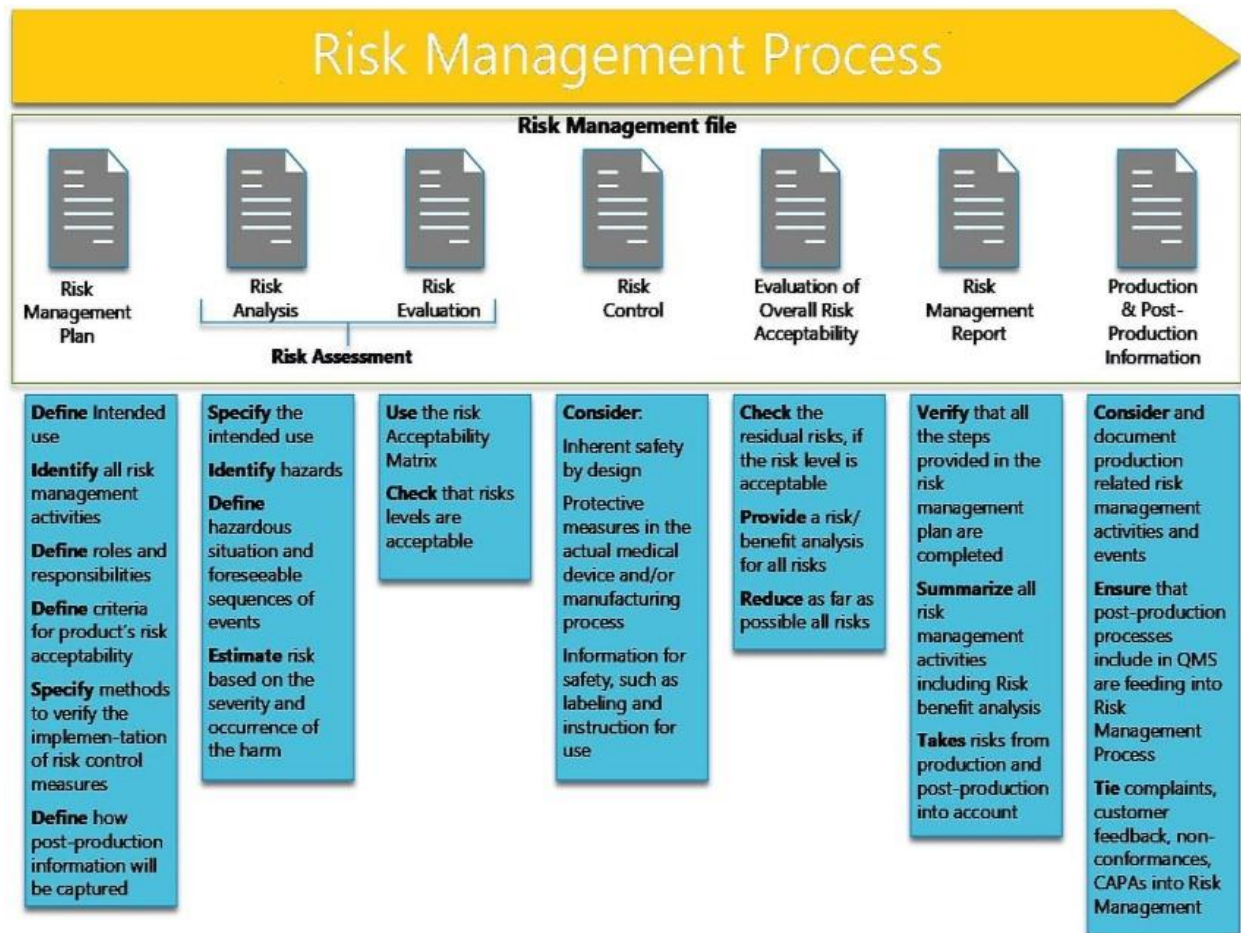 Risk Management Process
Risk Management file
Risk
Management
Plan
Risk
Analysis
Risk
Evaluation
Risk Assessment
Risk
Control
Evaluation of
Overall Risk
Acceptability
Risk
Management
Report
Production
& Post-
Production
Information
Define Intended
use
Identify all risk
management
activities
Define roles and
responsibilities
Define criteria
for product's risk
acceptability
Specify methods
to verify the
implemen-tation
of risk control
measures
Define how
post-production
information will
be captured
Specify the
intended use
Identify hazards
Define
hazardous
situation and
foreseeable
sequences of
events
Estimate risk
based on the
severity and
occurrence of
the harm
Use the risk
Acceptability
Matrix
Check that risks
levels are
acceptable
Consider:
Inherent safety
by design
Protective
measures in the
actual medical
device and/or
manufacturing
process
Information for
safety, such as
labeling and
instruction for
use
Check the
residual risks, if
the risk level is
acceptable
Provide a risk/
benefit analysis
for all risks
Reduce as far as
possible all risks
Verify that all
the steps
provided in the
risk
management
plan are
completed
Summarize all
risk
management
activities
including Risk
benefit analysis
Takes risks from
production and
post-production
into account
Consider and
document
production
related risk
management
activities and
events
Ensure that
post-production
processes
include in QMS
are feeding into
Risk
Management
Process
Tie complaints,
customer
feedback, non-
conformances,
CAPAs into Risk
Management